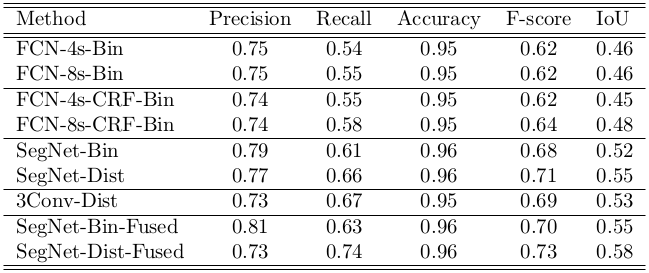 Method Precision Recall Accuracy F-score IoU
FCN-4s-Bin 0.75 0.54 0.95 0.62 0.46
FCN-8s-Bin 0.75 0.55 0.95 0.62 0.46
FCN-4s-CRF-Bin 0.74 0.55 0.95 0.62 0.45
FCN-8s-CRF-Bin 0.74 0.58 0.95 0.64 0.48
SegNet-Bin 0.79 0.61 0.96 0.68 0.52
SegNet-Dist 0.77 0.66 0.96 0.71 0.55
3Conv-Dist 0.73 0.67 0.95 0.69 0.53
SegNet-Bin-Fused 0.81 0.63 0.96 0.70 0.55
SegNet-Dist-Fused 0.73 0.74 0.96 0.73 0.58